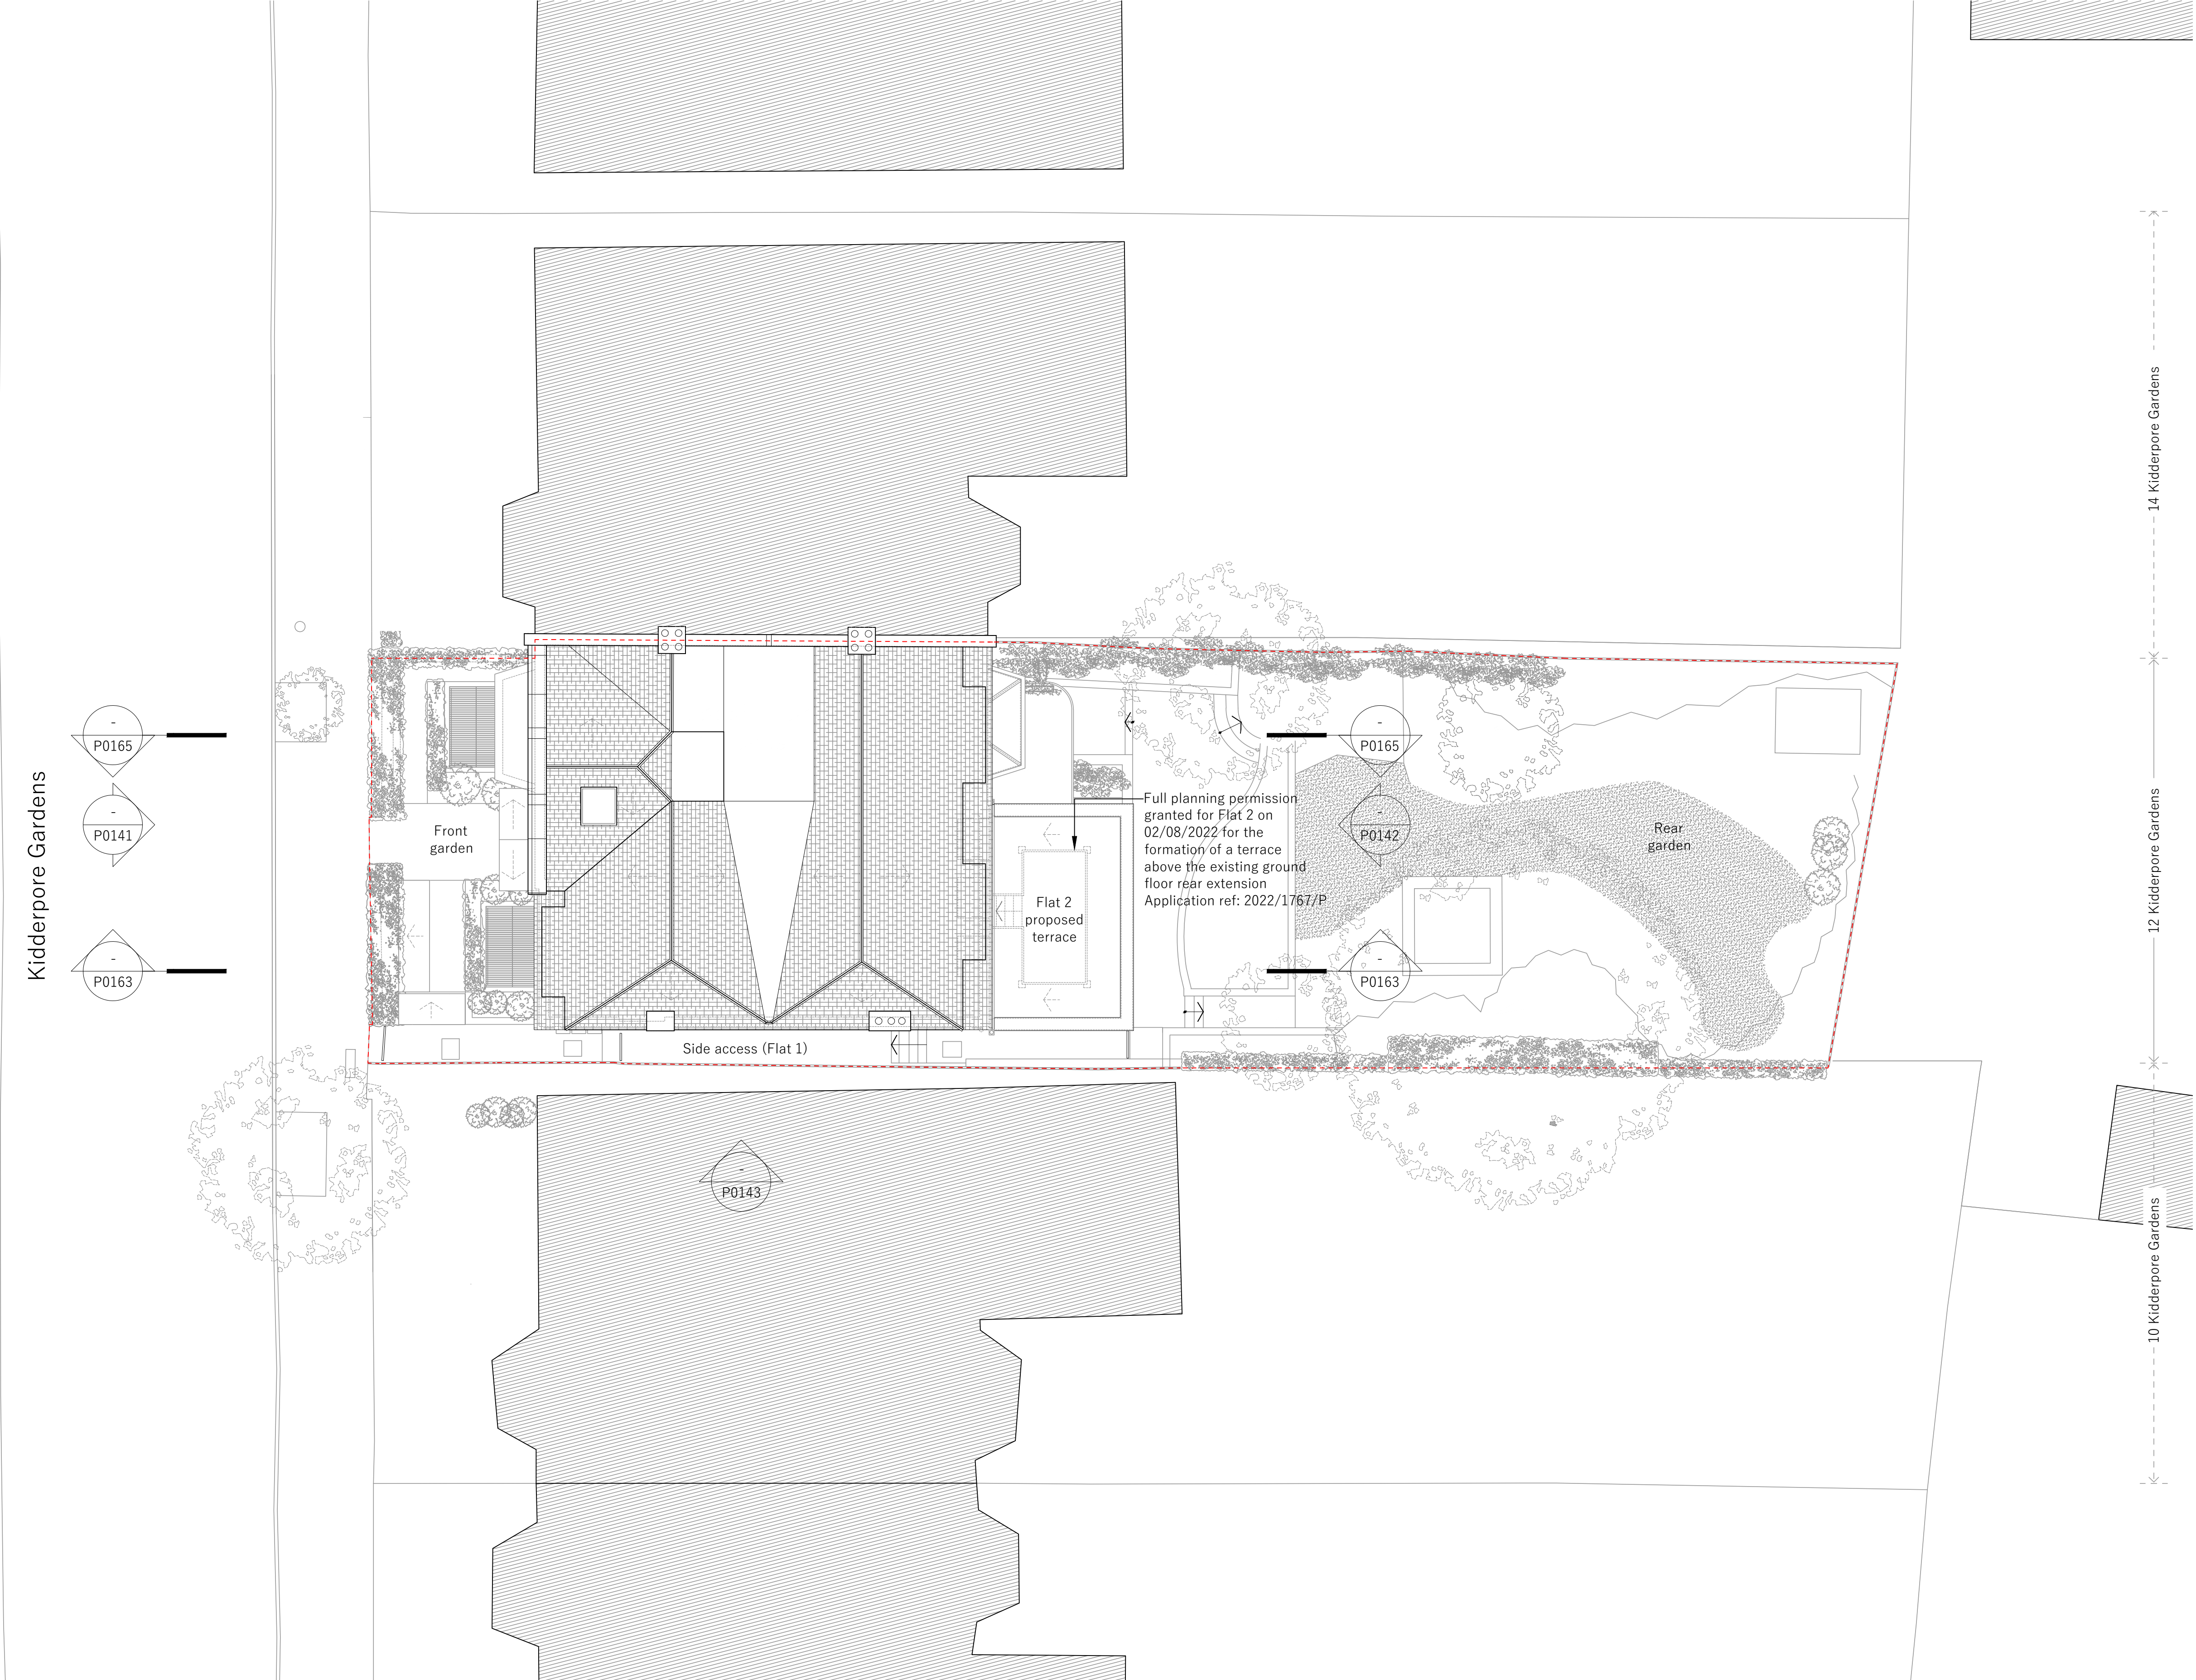 Kidderpore Gardens
-
P0165
-
P0141
-
P0163
Front
garden
Side access (Flat 1)
Flat 2
proposed
terrace
Full planning permission
granted for Flat 2 on
02/08/2022 for the
formation of a terrace
above the existing ground
floor rear extension
Application ref: 2022/1767/P
-
P0165
-
P0142
-
P0163
Rear
garden
-
P0143
14 Kidderpore Gardens
12 Kidderpore Gardens
10 Kidderpore Gardens